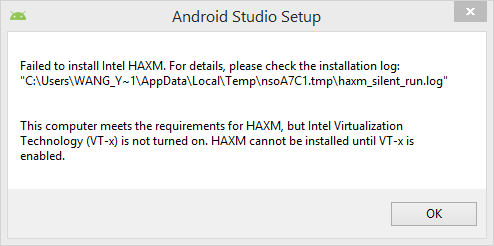 Android Studio Setup
Failed to install Intel HAXM. For details, please check the installation log:
"C:\Users\WANG_Y~1\AppData\Local\Temp\nsoA7C1.tmp\haxm_silent_run.log"
This computer meets the requirements for HAXM, but Intel Virtualization
Technology (VT-x) is not turned on. HAXM cannot be installed until VT-x is
enabled.
OK